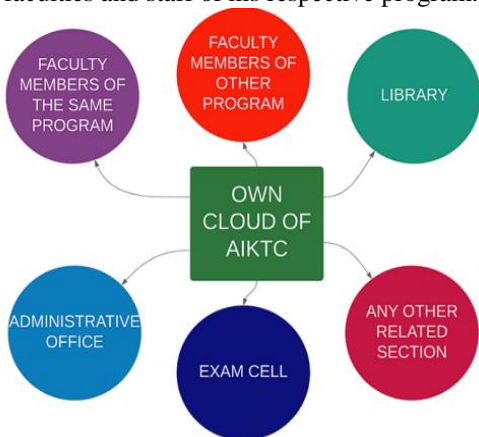 faculties and staff of his respective program.
FACULTY
MEMBERS OF
THE SAME
PROGRAM
FACULTY
MEMBERS OF
OTHER
PROGRAM
LIBRARY
OWN
CLOUD OF
AIKTC
ADMINISTRATIVE
OFFICE
EXAM CELL
ANY OTHER
RELATED
SECTION